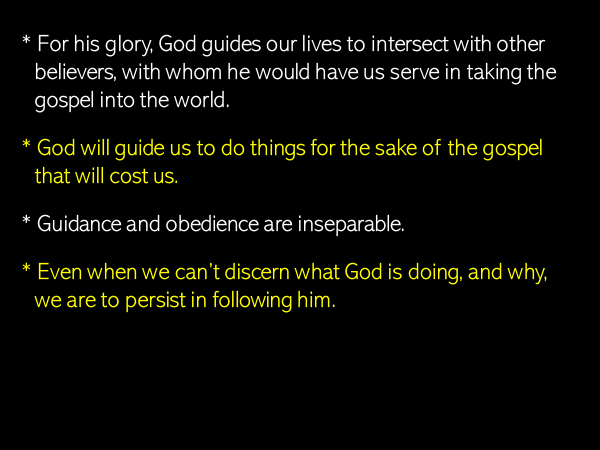 * For his glory, God guides our lives to intersect with other
believers, with whom he would have us serve in taking the
gospel into the world.
* God will guide us to do things for the sake of the gospel
that will cost us.
* Guidance and obedience are inseparable.
* Even when we can't discern what God is doing, and why,
we are to persist in following him.